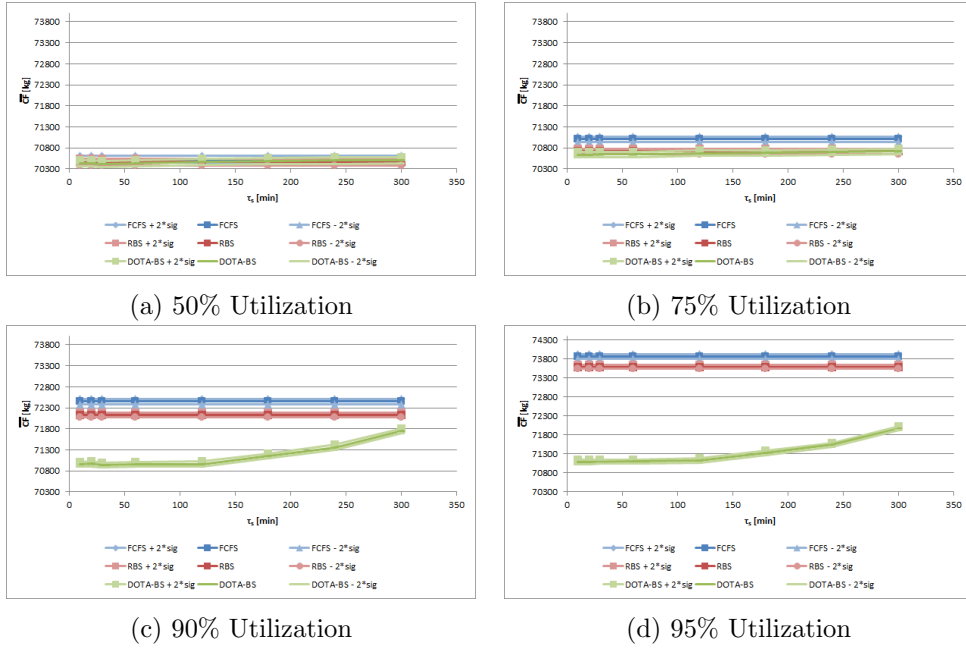 73800
73300
72800
72300
71800
71300
70800
70300
C̅F̅ [kg]
0 50 100 150 200 250 300 350
τs [min]
FCFS + 2*sig FCFS FCFS - 2*sig
RBS + 2*sig RBS RBS - 2*sig
DOTA-BS + 2*sig DOTA-BS DOTA-BS - 2*sig
(a) 50% Utilization
73800
73300
72800
72300
71800
71300
70800
70300
C̅F̅ [kg]
0 50 100 150 200 250 300 350
τs [min]
FCFS + 2*sig FCFS FCFS - 2*sig
RBS + 2*sig RBS RBS - 2*sig
DOTA-BS + 2*sig DOTA-BS DOTA-BS - 2*sig
(b) 75% Utilization
73800
73300
72800
72300
71800
71300
70800
70300
C̅F̅ [kg]
0 50 100 150 200 250 300 350
τs [min]
FCFS + 2*sig FCFS FCFS - 2*sig
RBS + 2*sig RBS RBS - 2*sig
DOTA-BS + 2*sig DOTA-BS DOTA-BS - 2*sig
(c) 90% Utilization
74300
73800
73300
72800
72300
71800
71300
70800
70300
C̅F̅ [kg]
0 50 100 150 200 250 300 350
τs [min]
FCFS + 2*sig FCFS FCFS - 2*sig
RBS + 2*sig RBS RBS - 2*sig
DOTA-BS + 2*sig DOTA-BS DOTA-BS - 2*sig
(d) 95% Utilization